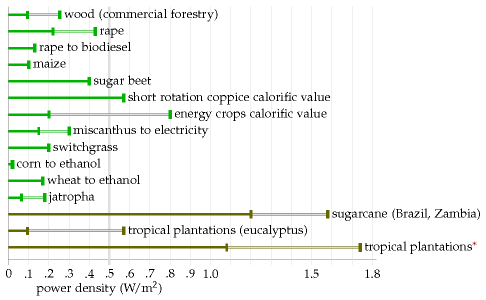 wood (commercial forestry)
rape
rape to biodiesel
maize
sugar beet
short rotation coppice calorific value
energy crops calorific value
miscanthus to electricity
switchgrass
corn to ethanol
wheat to ethanol
jatropha
sugarcane (Brazil, Zambia)
tropical plantations (eucalyptus)
tropical plantations*
0 .1 .2 .3 .4 .5 .6 .7 .8 .9 1.0 1.5 1.8
power density (W/m²)